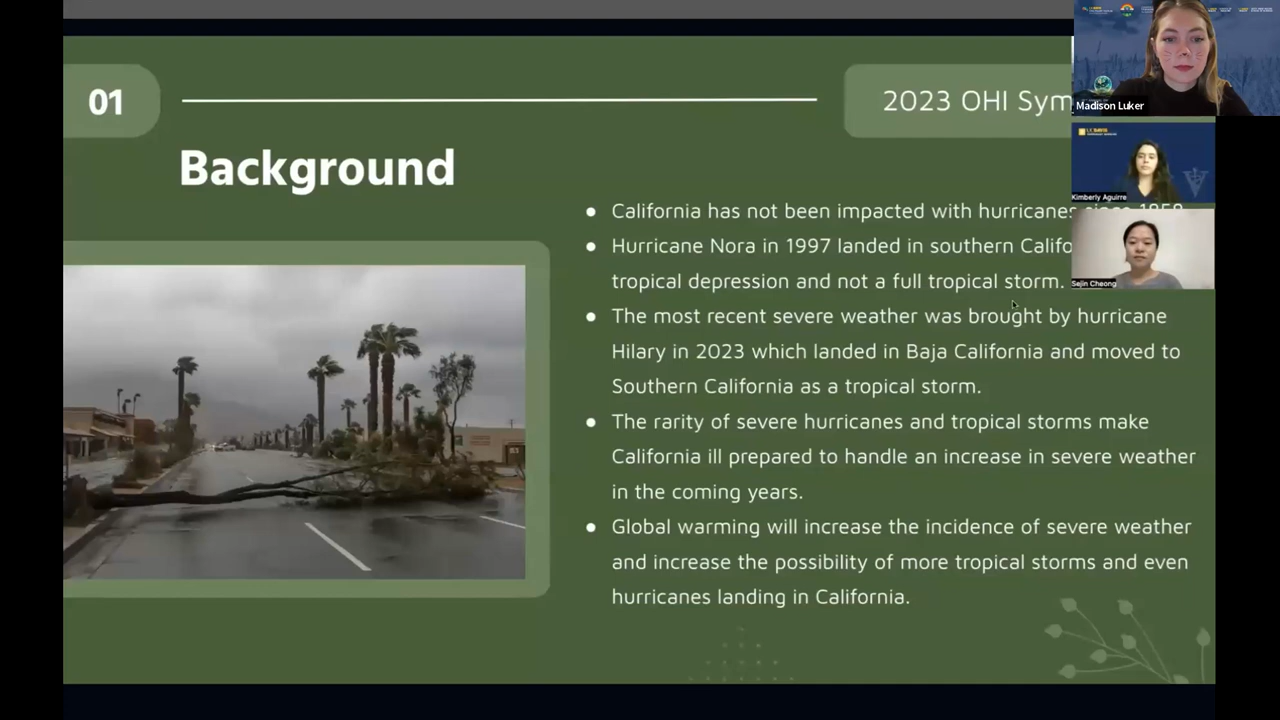 01
2023 OHI Sym
Madison Luker
Background
UC DAVIS
Kimberly Aguirre
Sejin Cheong
● California has not been impacted with hurricanes since 1858
● Hurricane Nora in 1997 landed in southern Califo
tropical depression and not a full tropical storm.
● The most recent severe weather was brought by hurricane
Hilary in 2023 which landed in Baja California and moved to
Southern California as a tropical storm.
● The rarity of severe hurricanes and tropical storms make
California ill prepared to handle an increase in severe weather
in the coming years.
● Global warming will increase the incidence of severe weather
and increase the possibility of more tropical storms and even
hurricanes landing in California.